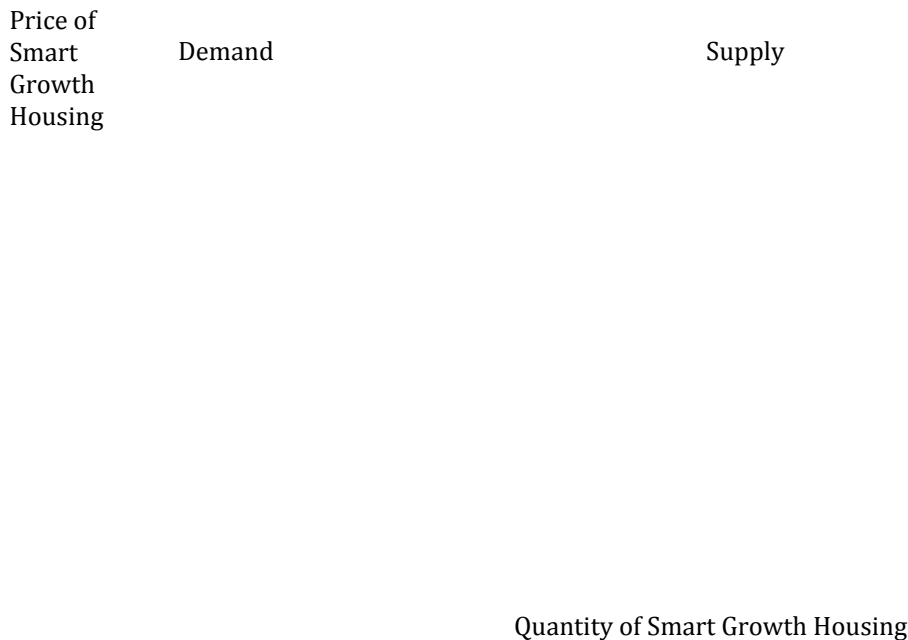 Price of
Smart
Growth
Housing
Demand
Supply
Quantity of Smart Growth Housing